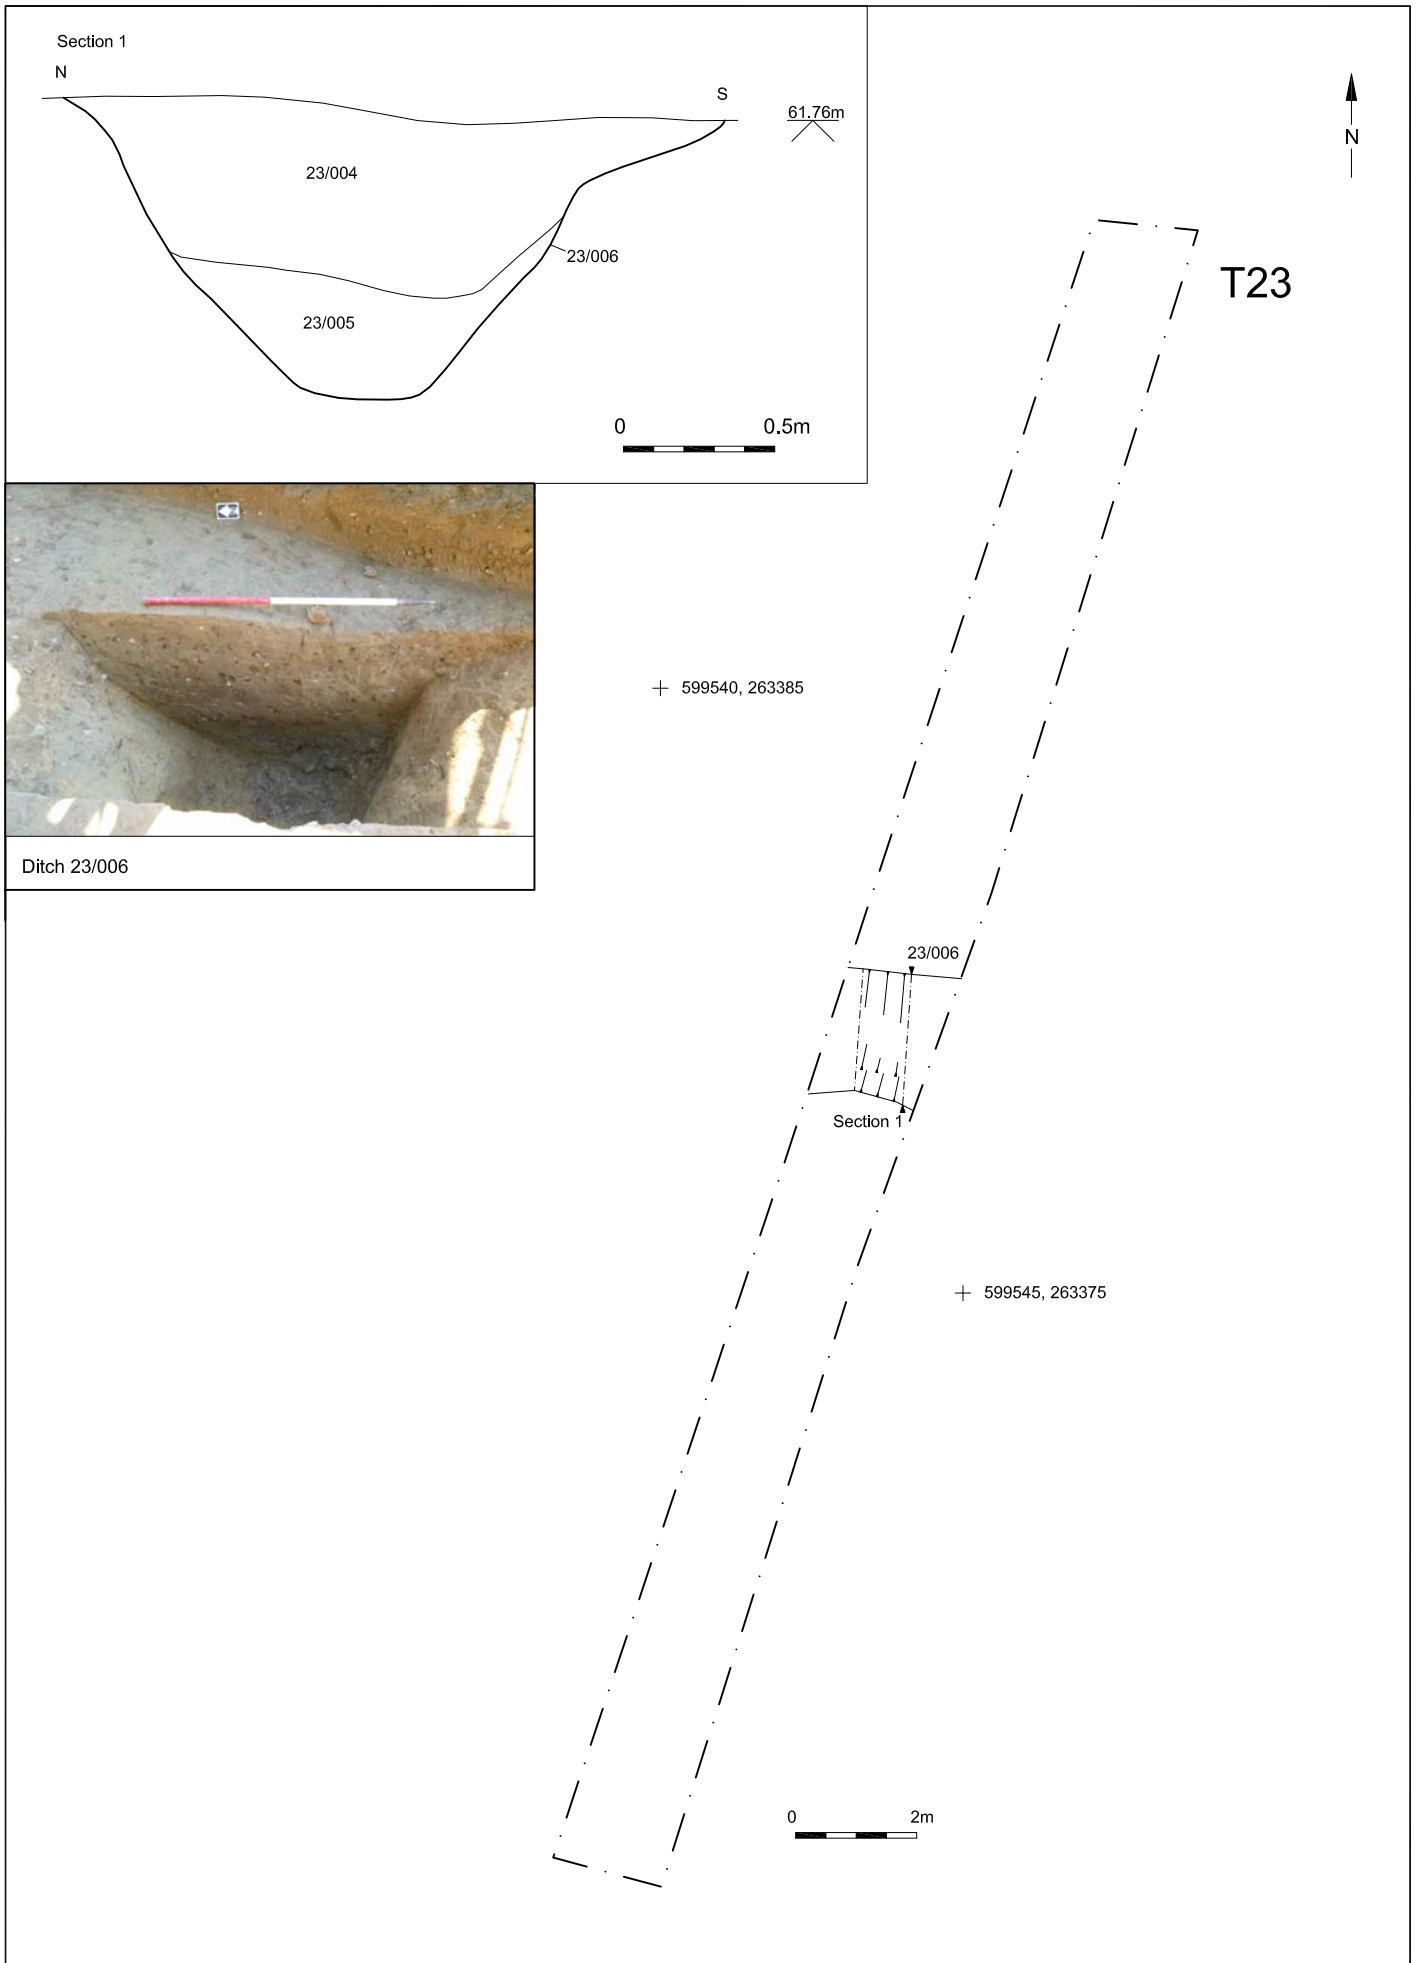 Section 1
N
S
61.76m
23/004
23/006
23/005
0 0.5m
N
T23
Ditch 23/006
599540, 263385
23/006
Section 1
599545, 263375
0 2m